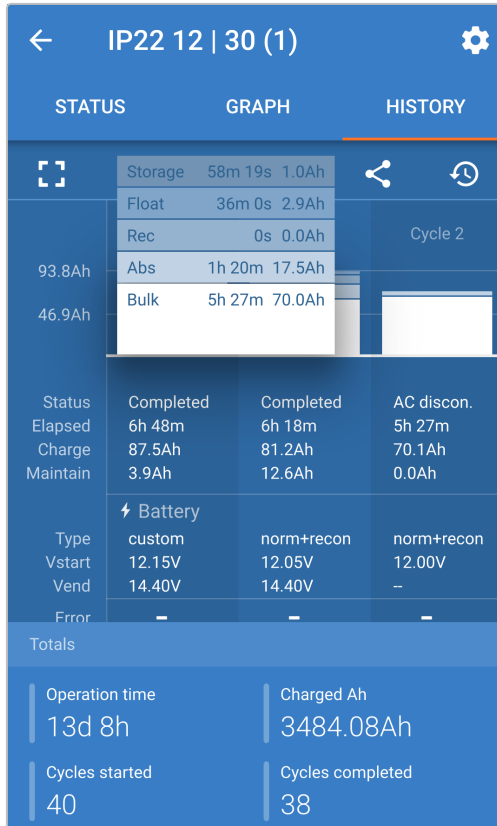 IP22 12 | 30 (1)
STATUS GRAPH HISTORY
Storage 58m 19s 1.0Ah
Float 36m 0s 2.9Ah
Rec 0s 0.0Ah
Abs 1h 20m 17.5Ah
Bulk 5h 27m 70.0Ah
Cycle 2
93.8Ah
46.9Ah
Status Completed Completed AC discon.
Elapsed 6h 48m 6h 18m 5h 27m
Charge 87.5Ah 81.2Ah 70.1Ah
Maintain 3.9Ah 12.6Ah 0.0Ah
Battery
Type custom norm+recon norm+recon
Vstart 12.15V 12.05V 12.00V
Vend 14.40V 14.40V --
Error – – –
Totals
Operation time Charged Ah
13d 8h 3484.08Ah
Cycles started Cycles completed
40 38